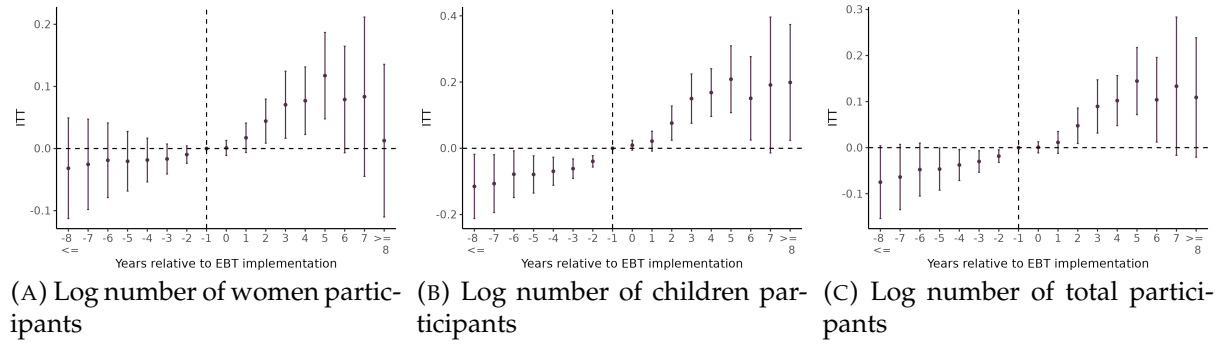 0.2
0.1
0.0
-0.1
ITT
-8 -7 -6 -5 -4 -3 -2 -1 0 1 2 3 4 5 6 7 >=
<= 8
Years relative to EBT implementation
(A) Log number of women partic-
ipants
0.4
0.2
0.0
-0.2
ITT
-8 -7 -6 -5 -4 -3 -2 -1 0 1 2 3 4 5 6 7 >=
<= 8
Years relative to EBT implementation
(B) Log number of children par-
ticipants
0.3
0.2
0.1
0.0
-0.1
ITT
-8 -7 -6 -5 -4 -3 -2 -1 0 1 2 3 4 5 6 7 >=
<= 8
Years relative to EBT implementation
(C) Log number of total partici-
pants